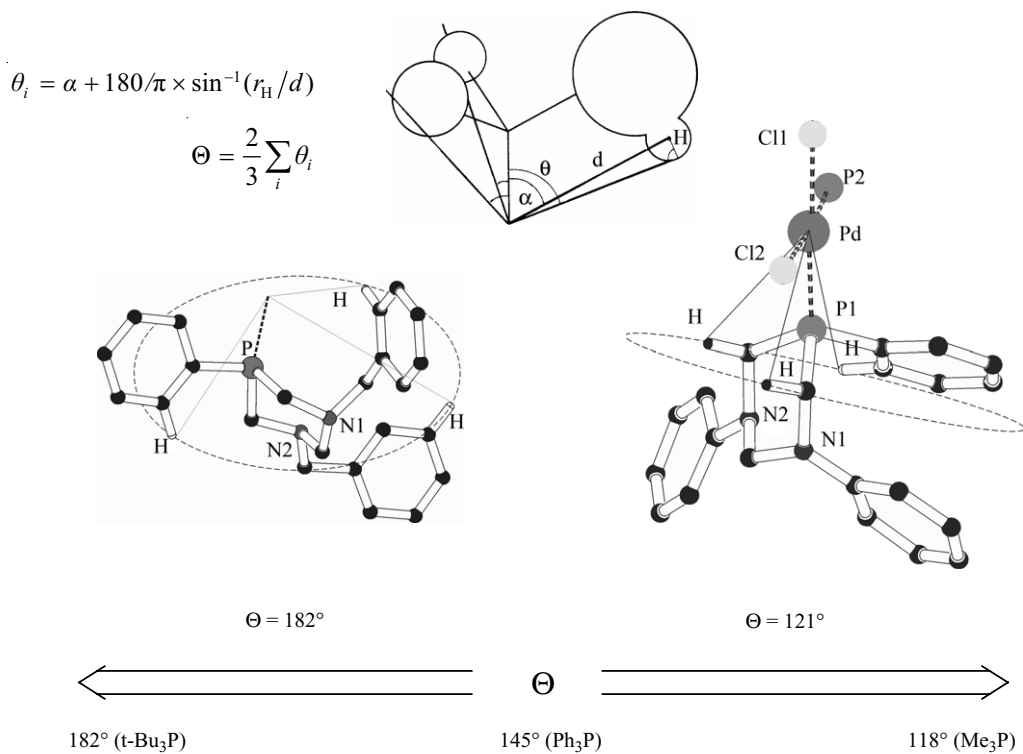 θᵢ = α + 180/π × sin⁻¹(r_H/d)
Θ = 2/3 Σᵢ θᵢ
H
d
θ
α
Cl1
P2
Pd
Cl2
P1
H
H
H
H
P
H
H
N1
N2
N2
N1
Θ = 182°
Θ = 121°
Θ
182° (t-Bu₃P)
145° (Ph₃P)
118° (Me₃P)